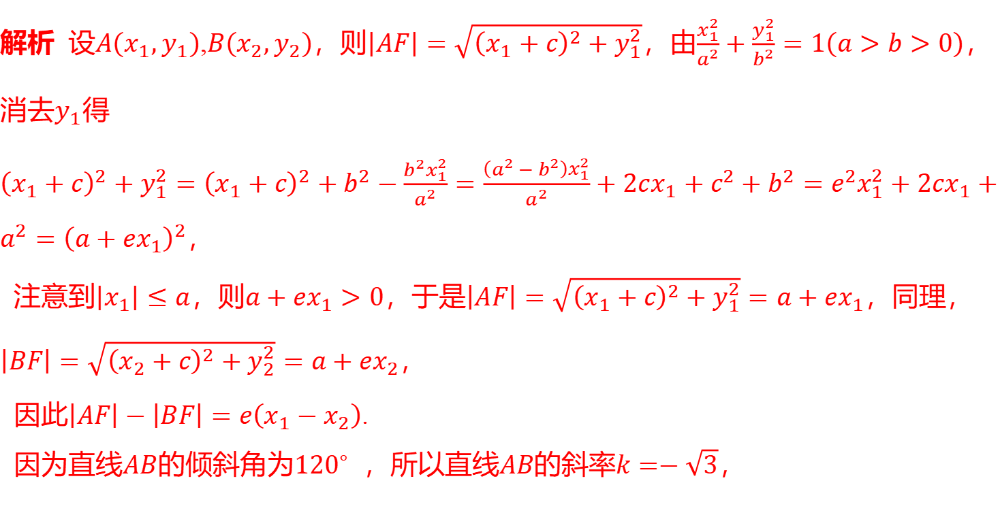 解析 设$A(x_1,y_1),B(x_2,y_2)$，则$|AF|=\sqrt{(x_1+c)^2+y_1^2}$，由$\frac{x_1^2}{a^2}+\frac{y_1^2}{b^2}=1(a>b>0)$，
消去$y_1$得
$(x_1+c)^2+y_1^2=(x_1+c)^2+b^2-\frac{b^2x_1^2}{a^2}=\frac{(a^2-b^2)x_1^2}{a^2}+2cx_1+c^2+b^2=e^2x_1^2+2cx_1+$
$a^2=(a+ex_1)^2$，
注意到$|x_1|\leq a$，则$a+ex_1>0$，于是$|AF|=\sqrt{(x_1+c)^2+y_1^2}=a+ex_1$，同理，
$|BF|=\sqrt{(x_2+c)^2+y_2^2}=a+ex_2$，
因此$|AF|-|BF|=e(x_1-x_2)$.
因为直线$AB$的倾斜角为$120°$，所以直线$AB$的斜率$k=-\sqrt{3}$，